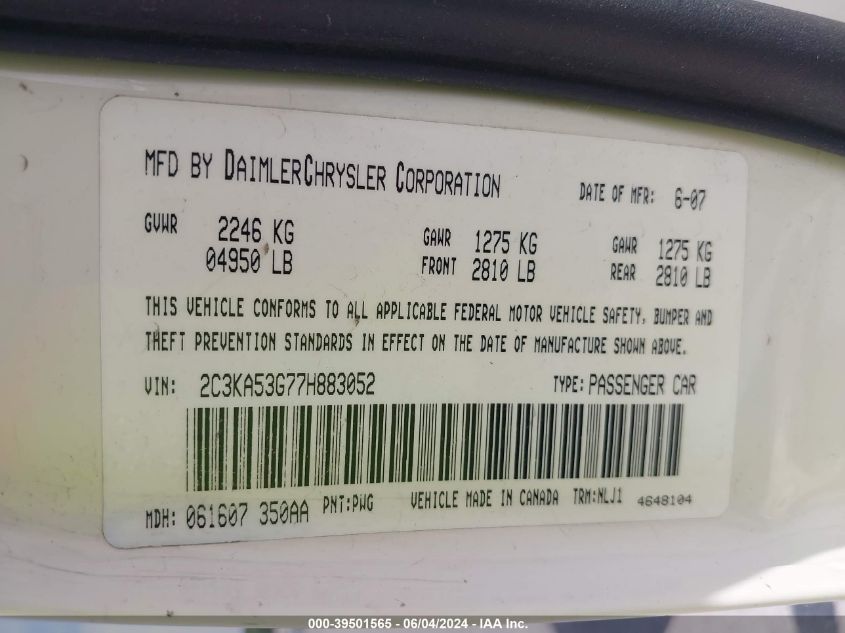 MFD BY DAIMLERCHRYSLER CORPORATION DATE OF MFR: 6-07
GVWR 2246 KG GAWR 1275 KG GAWR 1275 KG
04950 LB FRONT 2810 LB REAR 2810 LB
THIS VEHICLE CONFORMS TO ALL APPLICABLE FEDERAL MOTOR VEHICLE SAFETY, BUMPER AND
THEFT PREVENTION STANDARDS IN EFFECT ON THE DATE OF MANUFACTURE SHOWN ABOVE.
VIN: 2C3KA53G77H883052 TYPE: PASSENGER CAR
MDH: 061607 350AA PNT:PWG VEHICLE MADE IN CANADA TRM:NLJ1 4648104
000-39501565 - 06/04/2024 - IAA Inc.